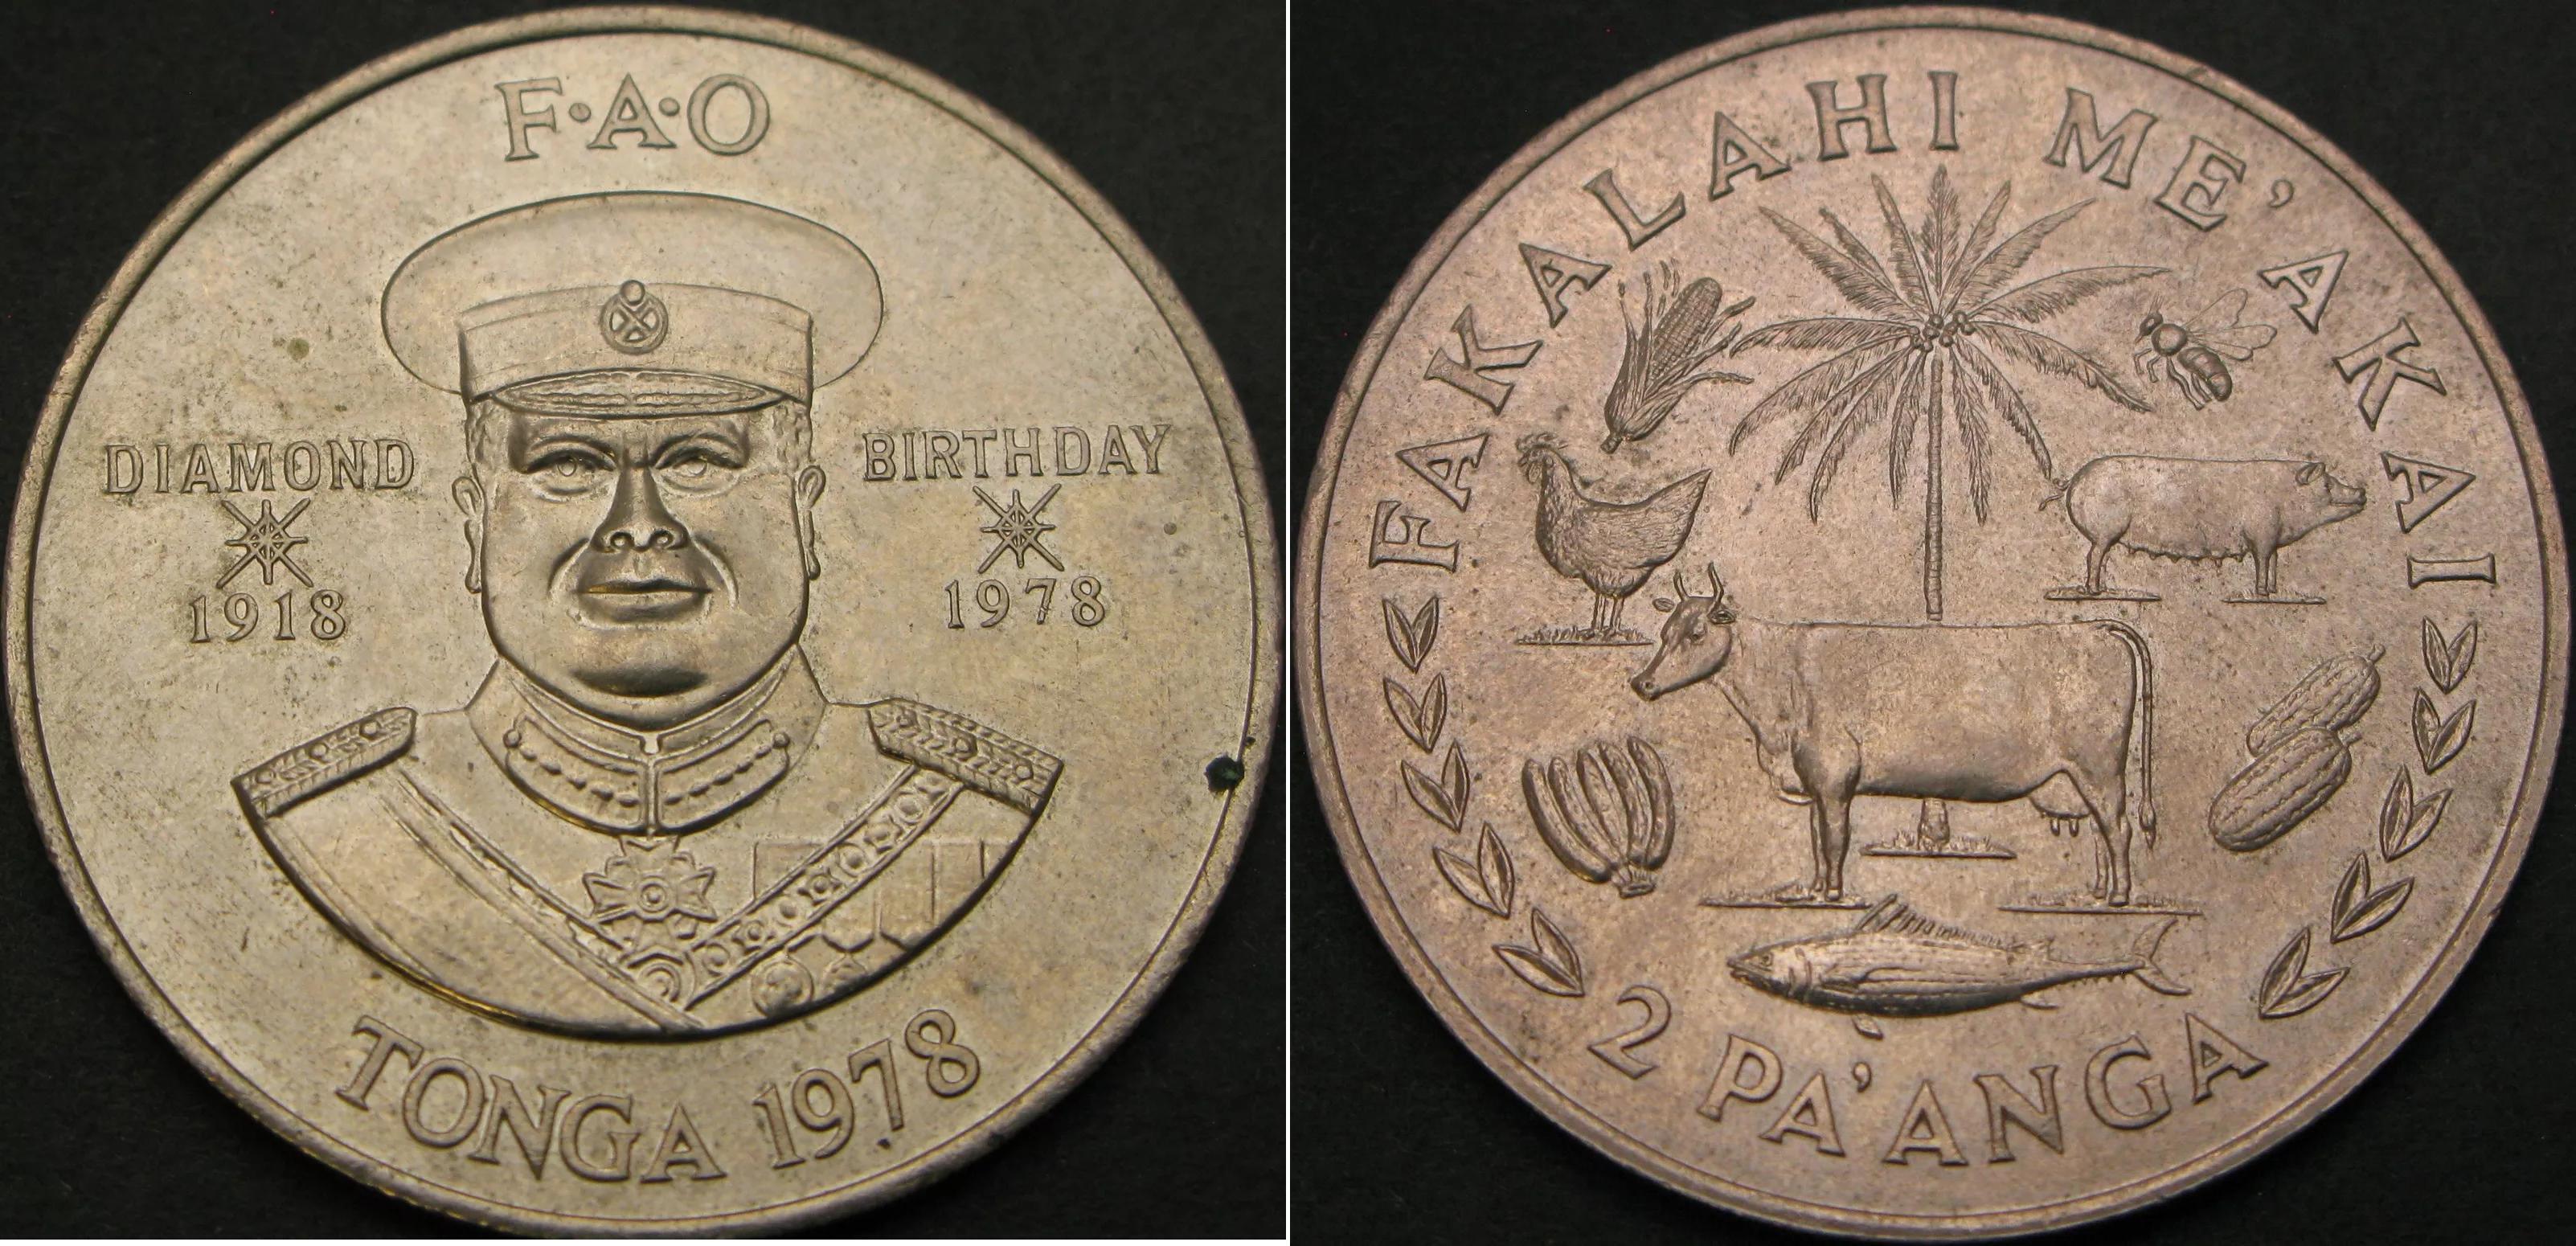 F·A·O
DIAMOND BIRTHDAY
1918 1978
TONGA 1978
FAKALAHI ME'AKAI
2 PA'ANGA